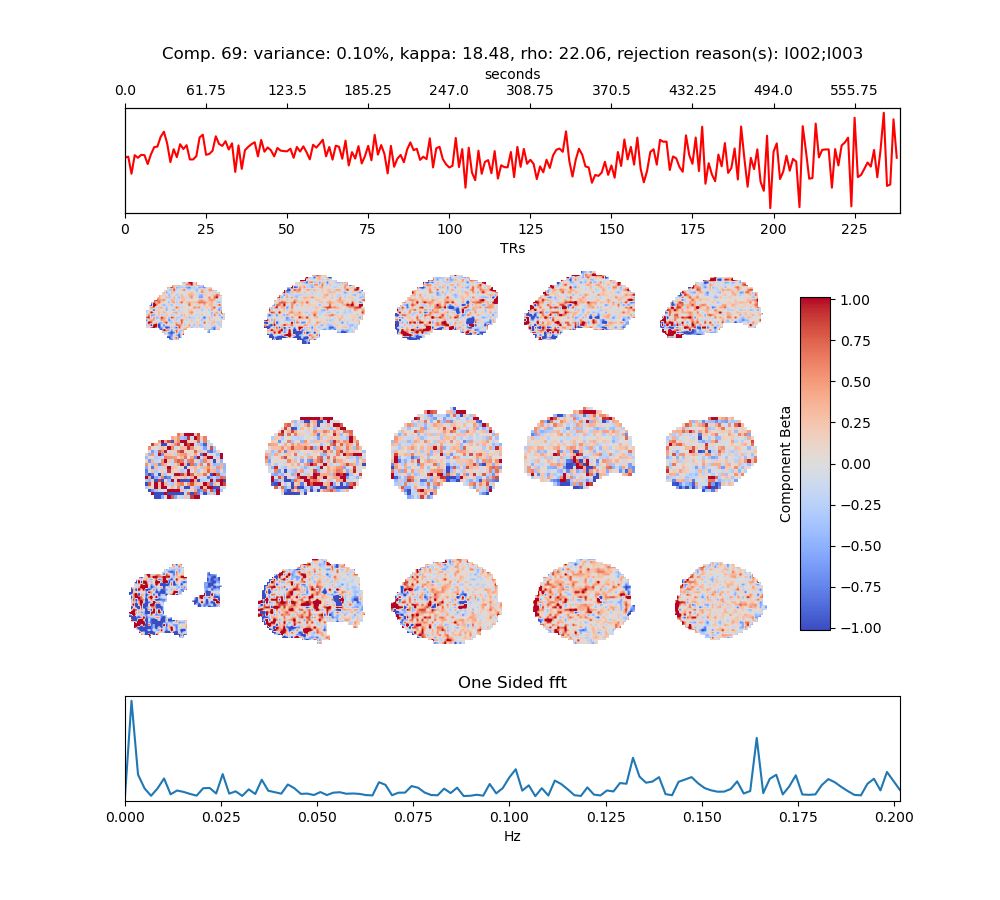 Comp. 69: variance: 0.10%, kappa: 18.48, rho: 22.06, rejection reason(s): I002;I003
seconds
0.0 61.75 123.5 185.25 247.0 308.75 370.5 432.25 494.0 555.75
0 25 50 75 100 125 150 175 200 225
TRs
1.00
0.75
0.50
0.25
0.00
−0.25
−0.50
−0.75
−1.00
Component Beta
One Sided fft
0.000 0.025 0.050 0.075 0.100 0.125 0.150 0.175 0.200
Hz